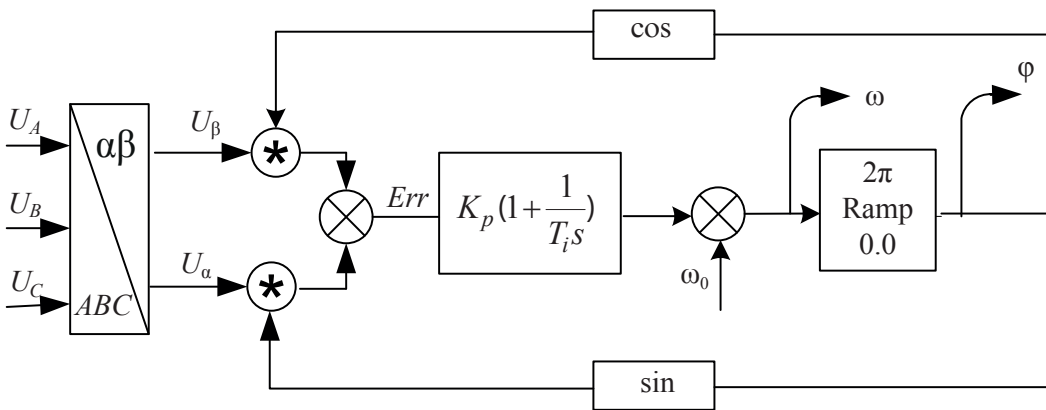 cos
φ
ω
U_A
αβ
U_β
*
U_B
Err
K_p(1+\frac{1}{T_i s})
2π
Ramp
0.0
U_α
ω_0
U_C
ABC
*
sin